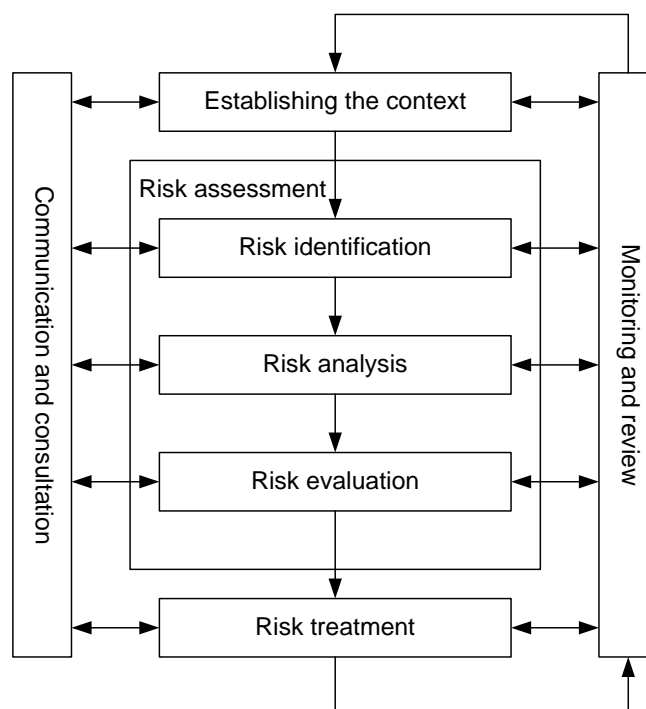 Establishing the context
Risk assessment
Risk identification
Risk analysis
Risk evaluation
Risk treatment
Communication and consultation
Monitoring and review